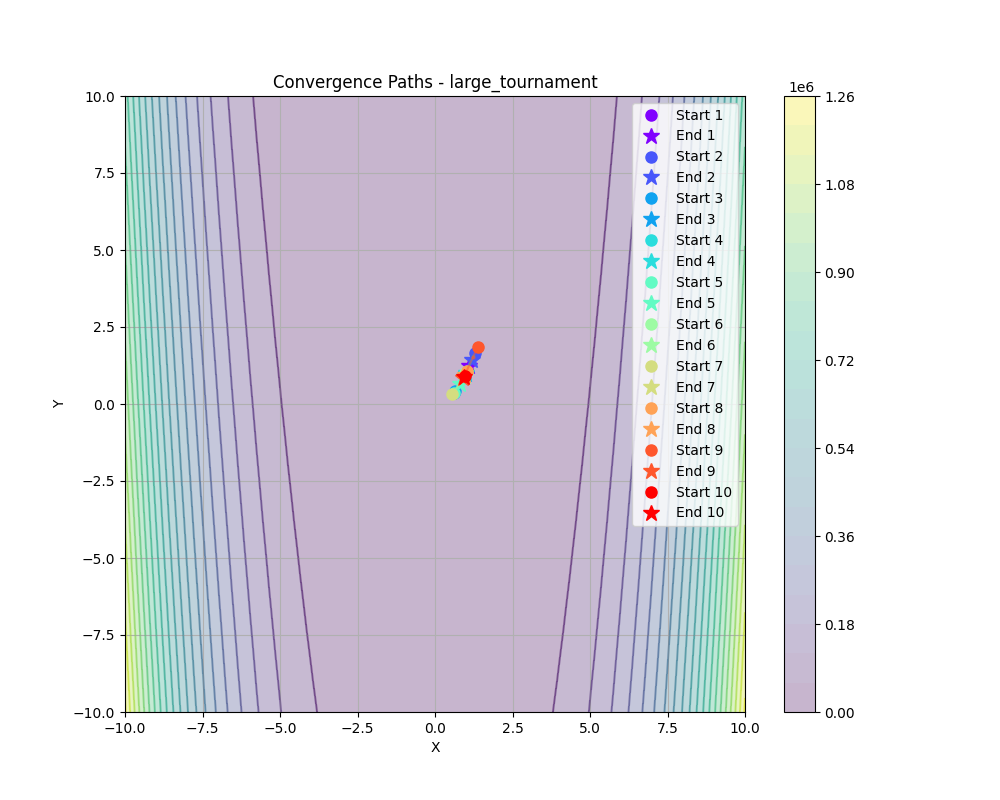 Convergence Paths - large_tournament
1e6
10.0
7.5
5.0
2.5
0.0
−2.5
−5.0
−7.5
−10.0
Y
−10.0
−7.5
−5.0
−2.5
0.0
2.5
5.0
7.5
10.0
X
Start 1
End 1
Start 2
End 2
Start 3
End 3
Start 4
End 4
Start 5
End 5
Start 6
End 6
Start 7
End 7
Start 8
End 8
Start 9
End 9
Start 10
End 10
1.26
1.08
0.90
0.72
0.54
0.36
0.18
0.00